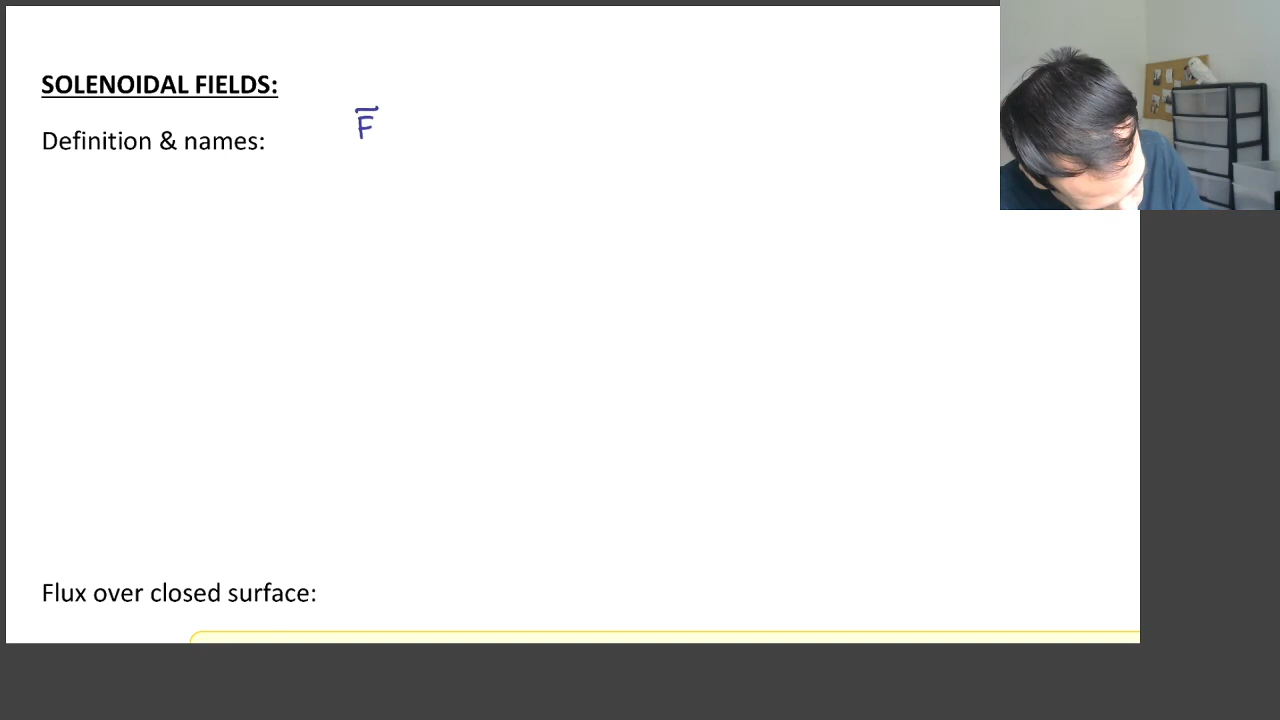 SOLENOIDAL FIELDS:
Definition & names: F̅
Flux over closed surface: